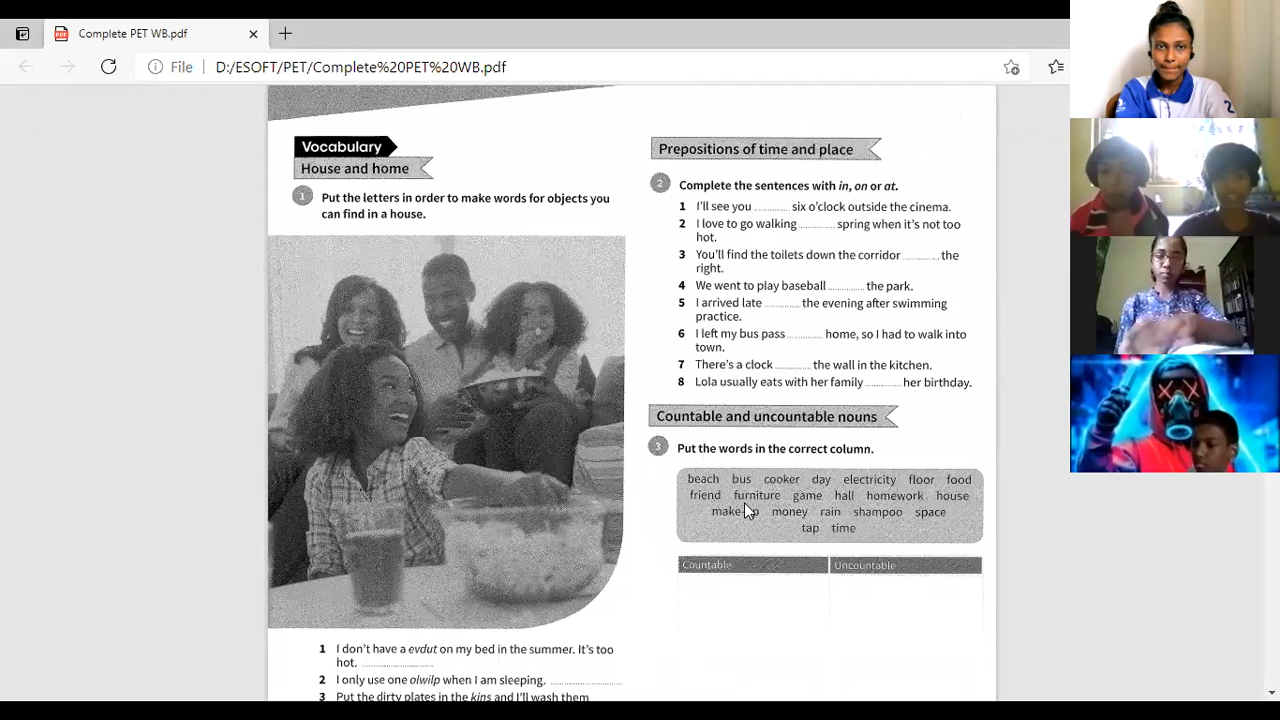 Complete PET WB.pdf
File D:/ESOFT/PET/Complete%20PET%20WB.pdf
Vocabulary
House and home
1 Put the letters in order to make words for objects you
can find in a house.
1 I don't have a evdut on my bed in the summer. It's too
hot. ..............................
2 I only use one olwilp when I am sleeping. ..............................
3 Put the dirty plates in the kins and I'll wash them
Prepositions of time and place
2 Complete the sentences with in, on or at.
1 I'll see you ............ six o'clock outside the cinema.
2 I love to go walking ............ spring when it's not too
hot.
3 You'll find the toilets down the corridor ............ the
right.
4 We went to play baseball ............ the park.
5 I arrived late ............ the evening after swimming
practice.
6 I left my bus pass ............ home, so I had to walk into
town.
7 There's a clock ............ the wall in the kitchen.
8 Lola usually eats with her family ............ her birthday.
Countable and uncountable nouns
3 Put the words in the correct column.
beach bus cooker day electricity floor food
friend furniture game hall homework house
make-up money rain shampoo space
tap time
Countable Uncountable